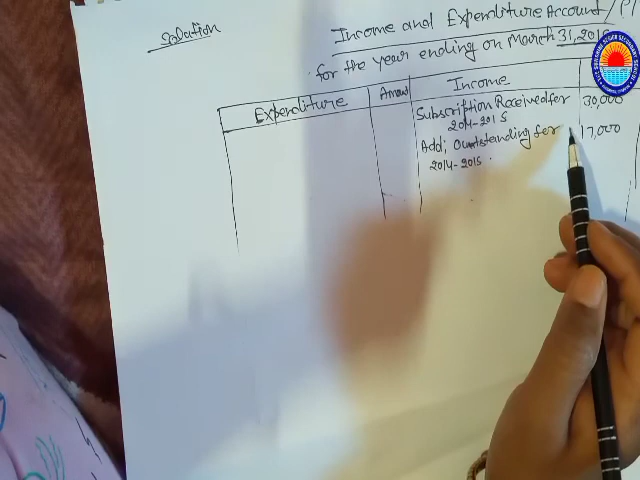 Solution
Income and Expenditure Account/
for the year ending on March 31,201
Expenditure Amou Income
Subscription Received for 30,000
2014-2015
Add; Outstanding for 17,000
2014-2015.